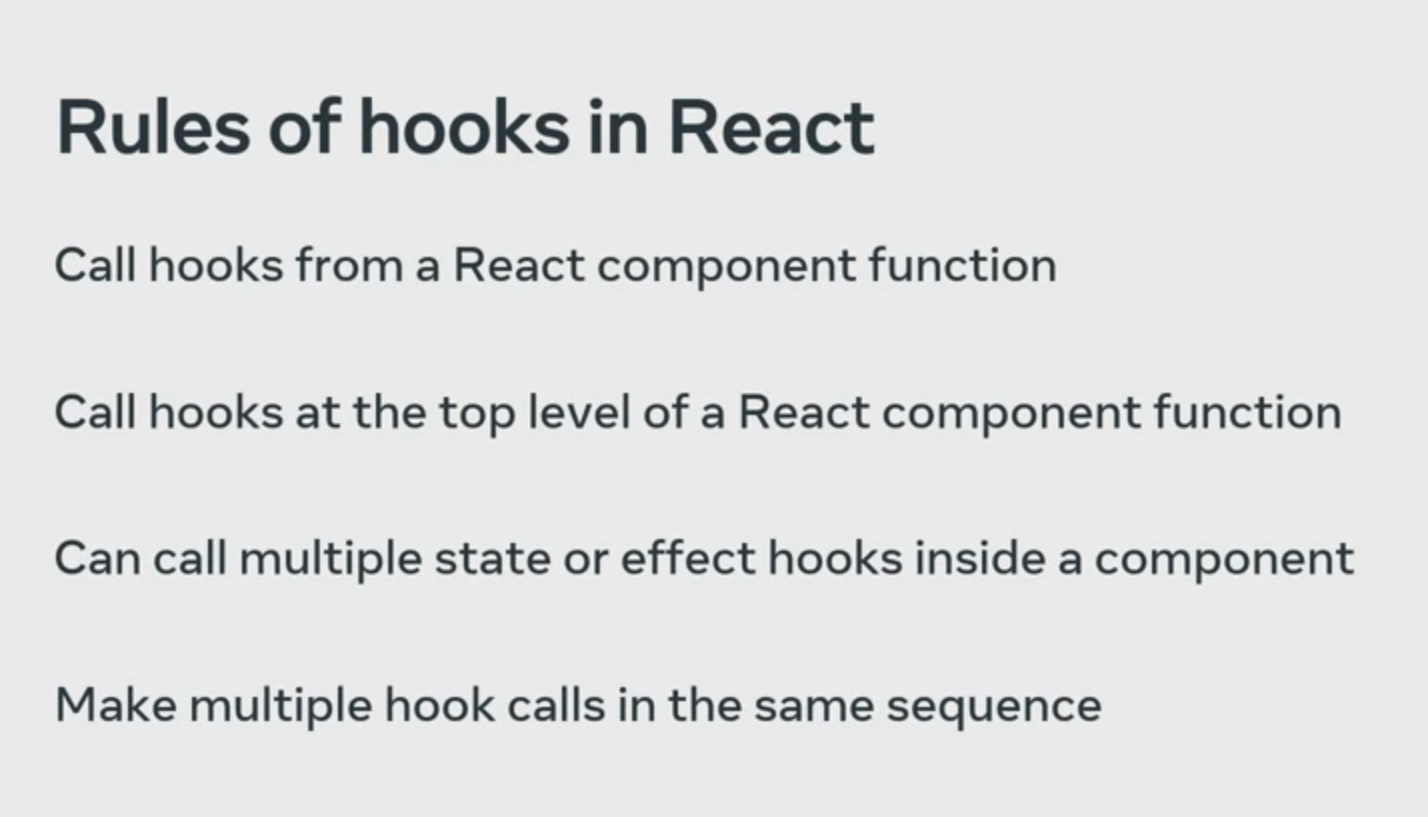 Rules of hooks in React
Call hooks from a React component function
Call hooks at the top level of a React component function
Can call multiple state or effect hooks inside a component
Make multiple hook calls in the same sequence